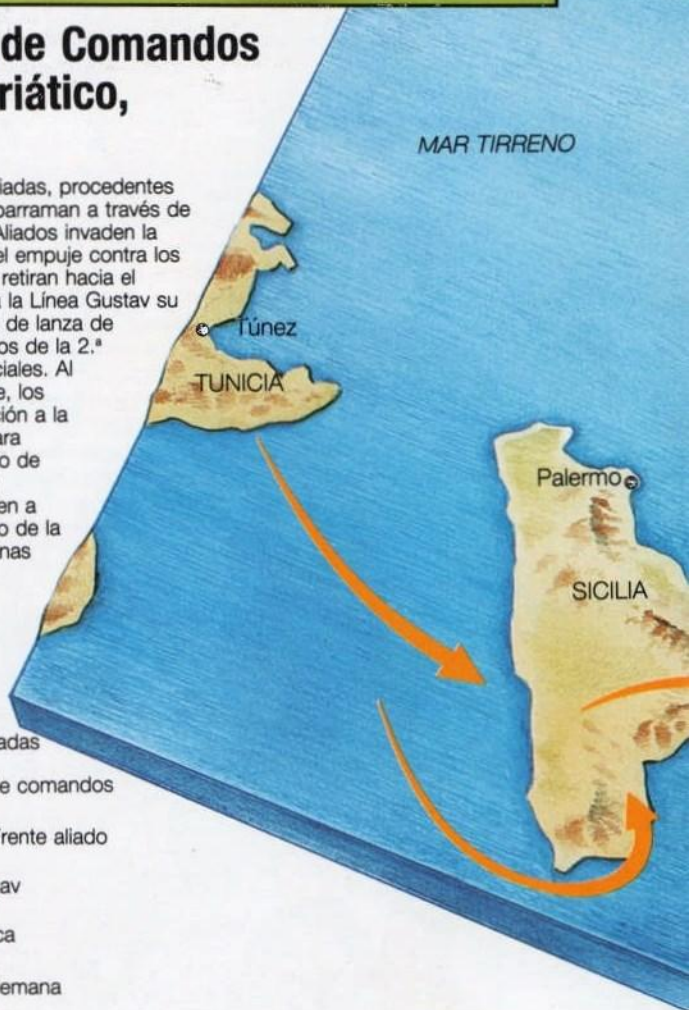 de Comandos
riático,
iadas, procedentes
parraman a través de
Aliados invaden la
el empuje contra los
retiran hacia el
a la Línea Gustav su
de lanza de
os de la 2.ª
ciales. Al
e, los
ión a la
ara
o de
en a
o de la
nas
adas
e comandos
rente aliado
av
ca
emana
MAR TIRRENO
Túnez
TUNICIA
Palermo
SICILIA